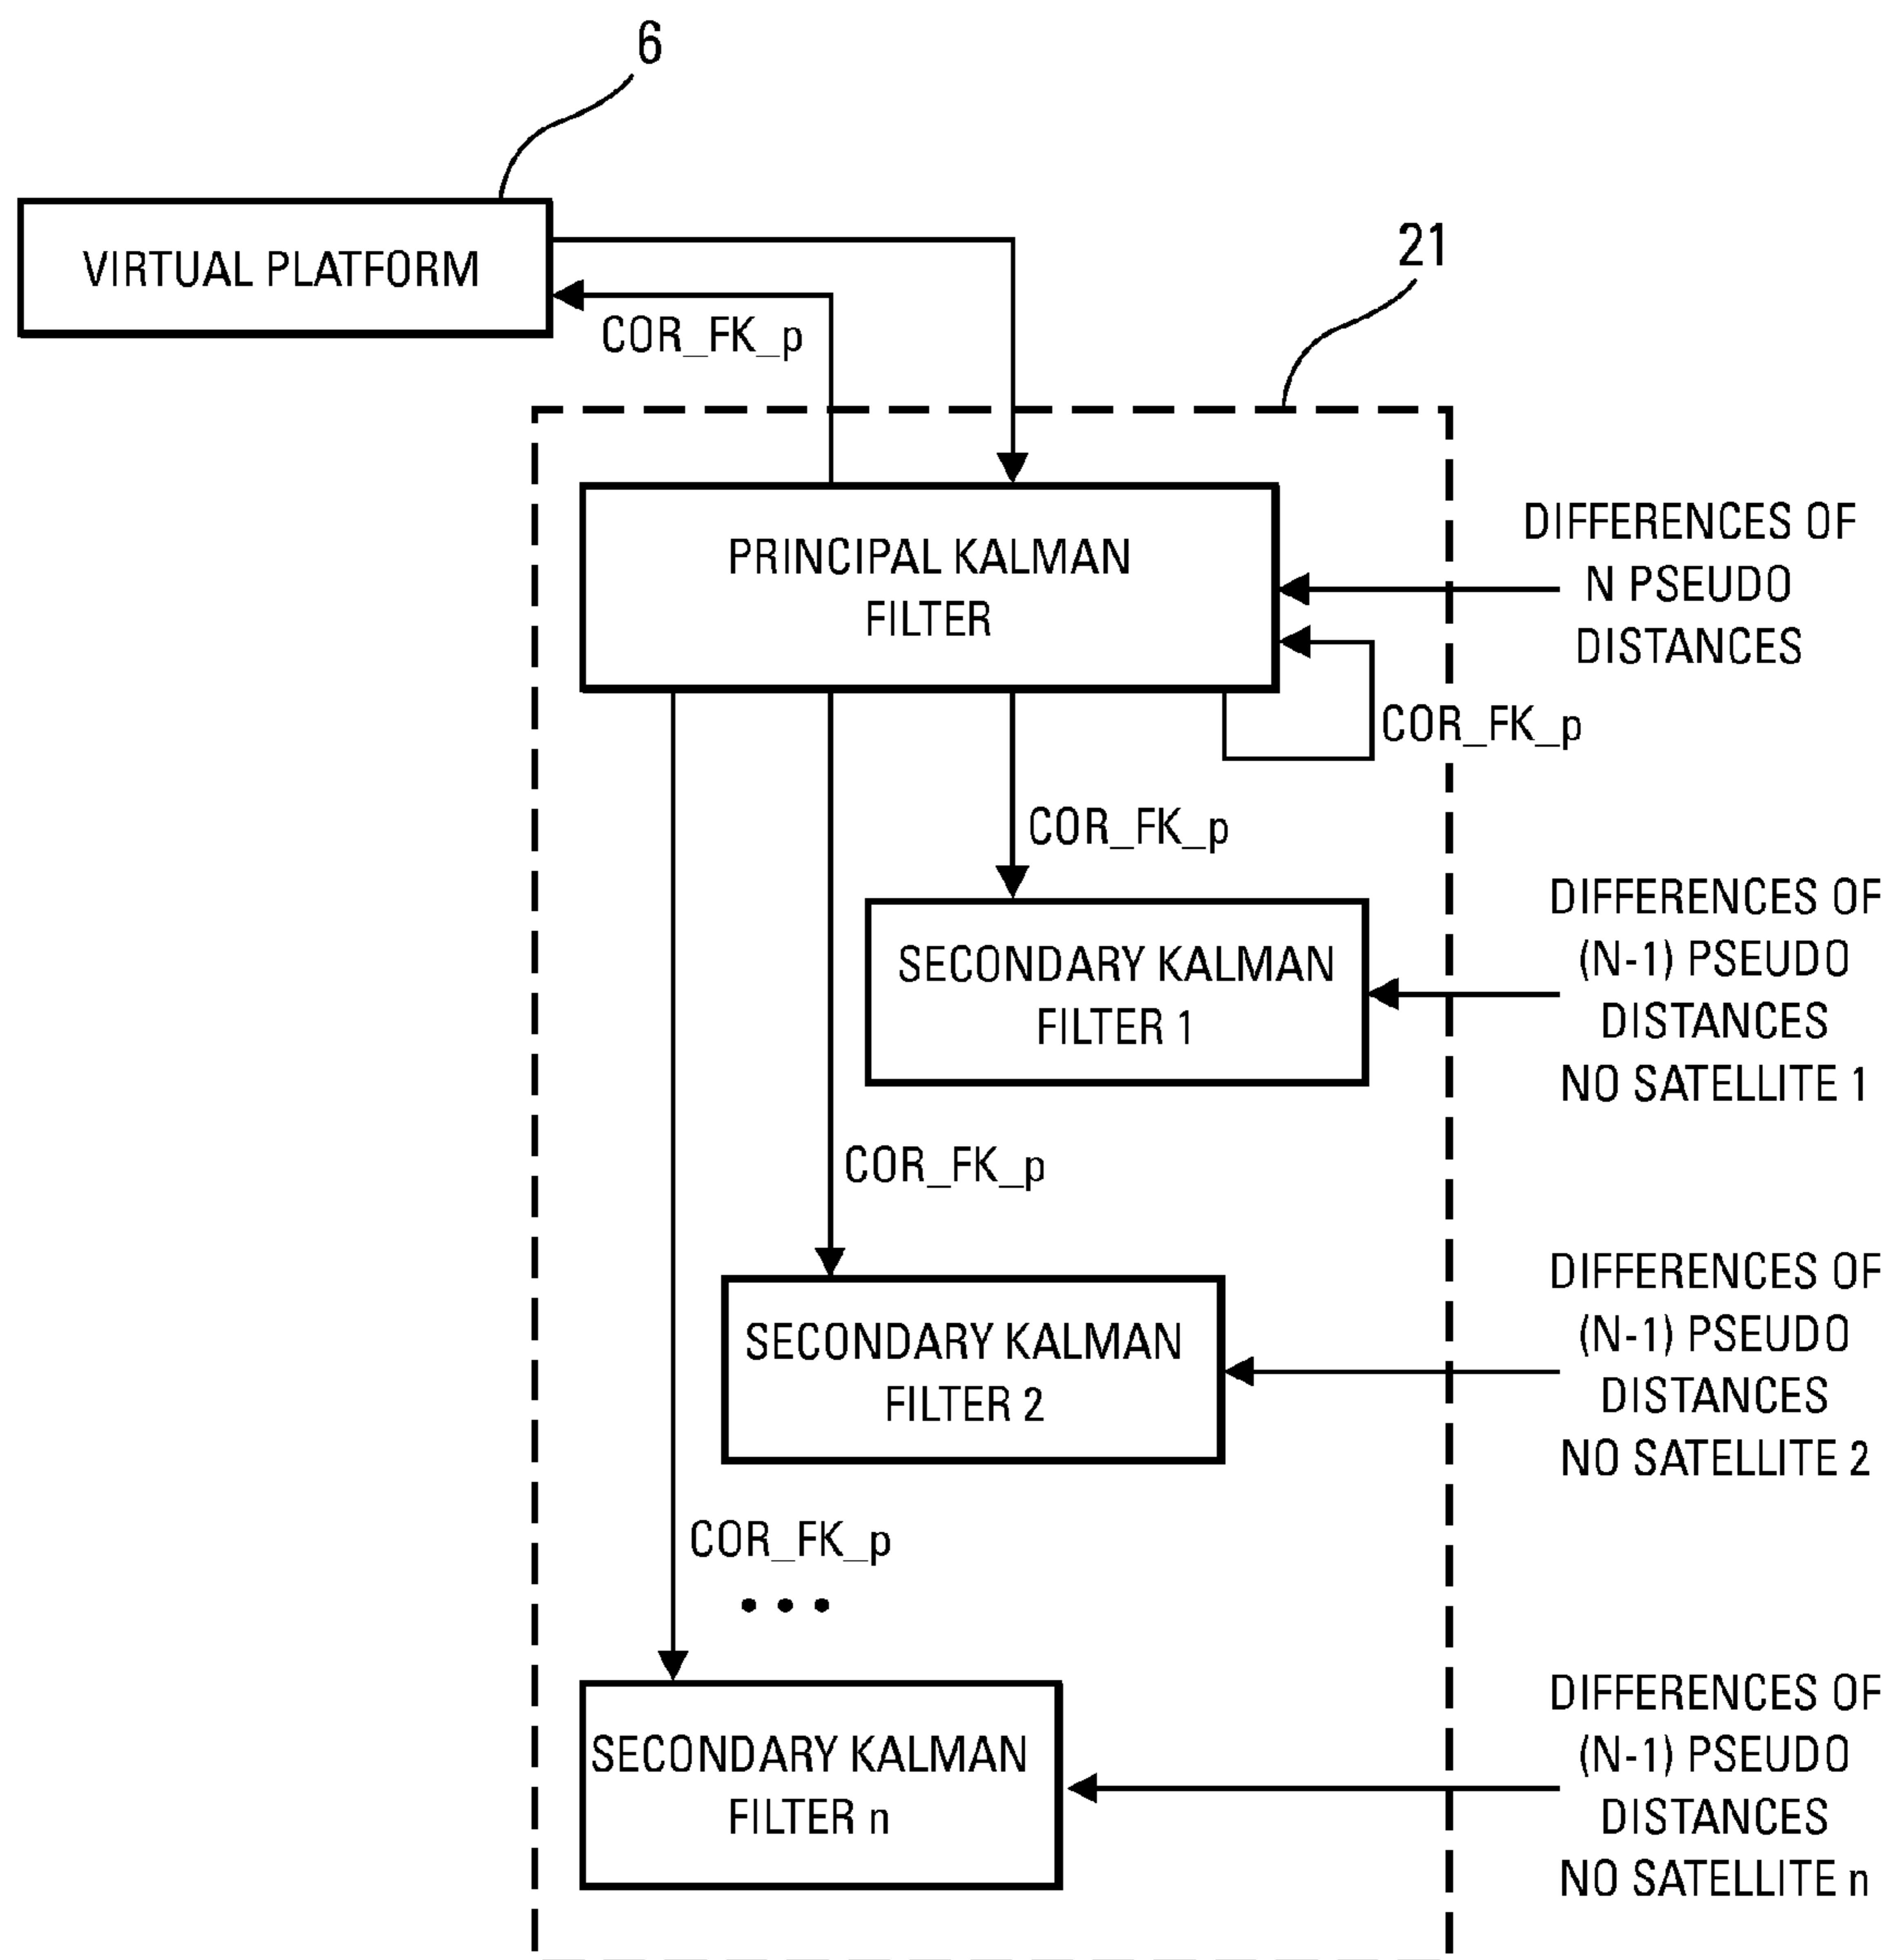 6
VIRTUAL PLATFORM
21
COR_FK_p
PRINCIPAL KALMAN
FILTER
DIFFERENCES OF
N PSEUDO
DISTANCES
COR_FK_p
COR_FK_p
SECONDARY KALMAN
FILTER 1
DIFFERENCES OF
(N-1) PSEUDO
DISTANCES
NO SATELLITE 1
COR_FK_p
SECONDARY KALMAN
FILTER 2
DIFFERENCES OF
(N-1) PSEUDO
DISTANCES
NO SATELLITE 2
COR_FK_p
• • •
SECONDARY KALMAN
FILTER n
DIFFERENCES OF
(N-1) PSEUDO
DISTANCES
NO SATELLITE n